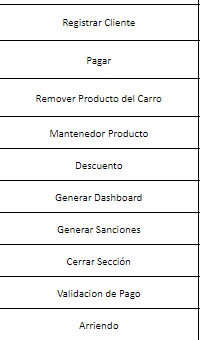 Registrar Cliente
Pagar
Remover Producto del Carro
Mantenedor Producto
Descuento
Generar Dashboard
Generar Sanciones
Cerrar Sección
Validacion de Pago
Arriendo